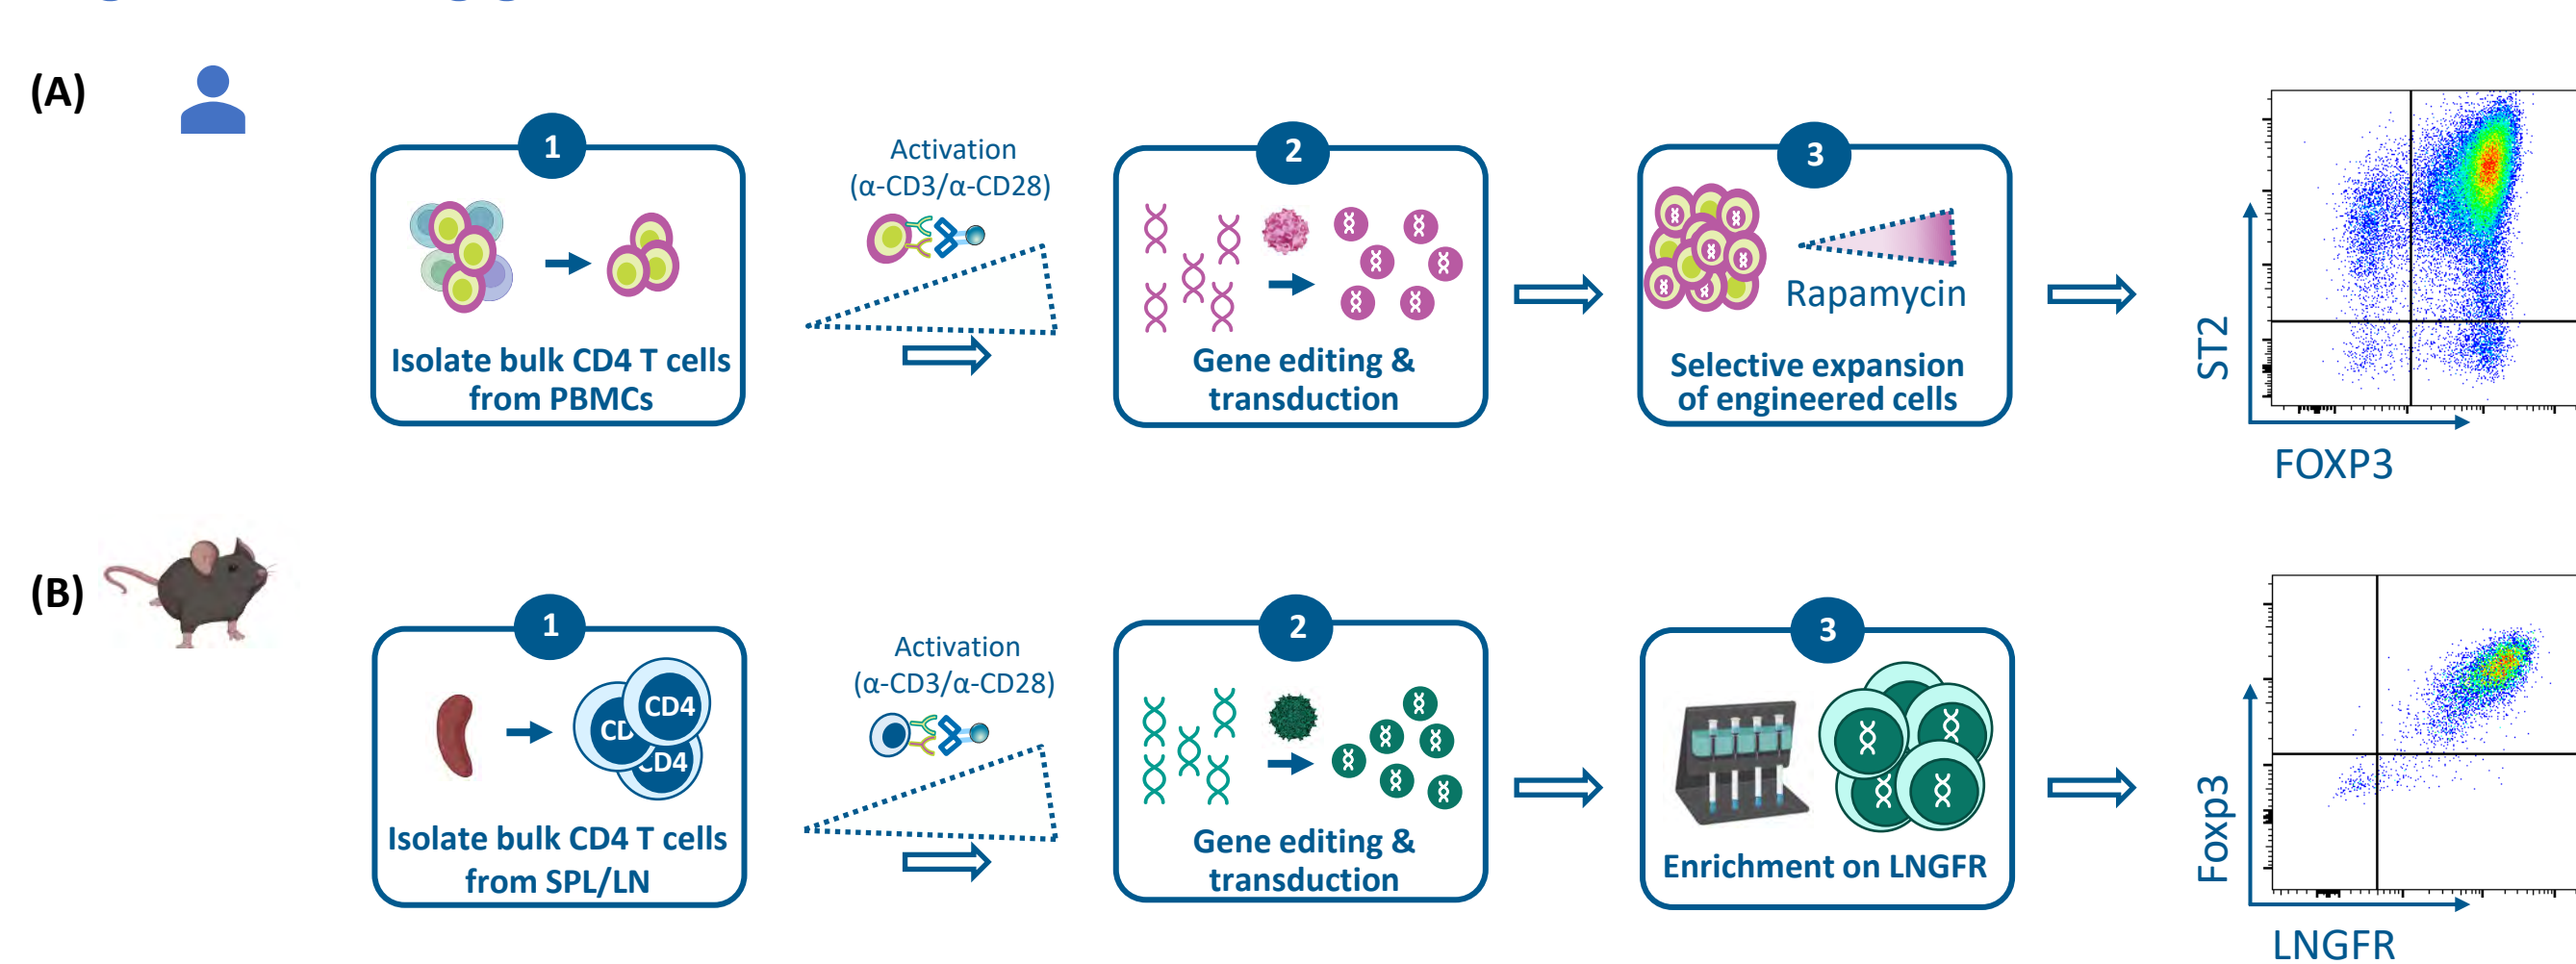 (A)
1
Isolate bulk CD4 T cells
from PBMCs
Activation
(α-CD3/α-CD28)
2
Gene editing &
transduction
3
Rapamycin
Selective expansion
of engineered cells
ST2
FOXP3
(B)
1
CD4
CD
CD4
Isolate bulk CD4 T cells
from SPL/LN
Activation
(α-CD3/α-CD28)
2
Gene editing &
transduction
3
Enrichment on LNGFR
Foxp3
LNGFR